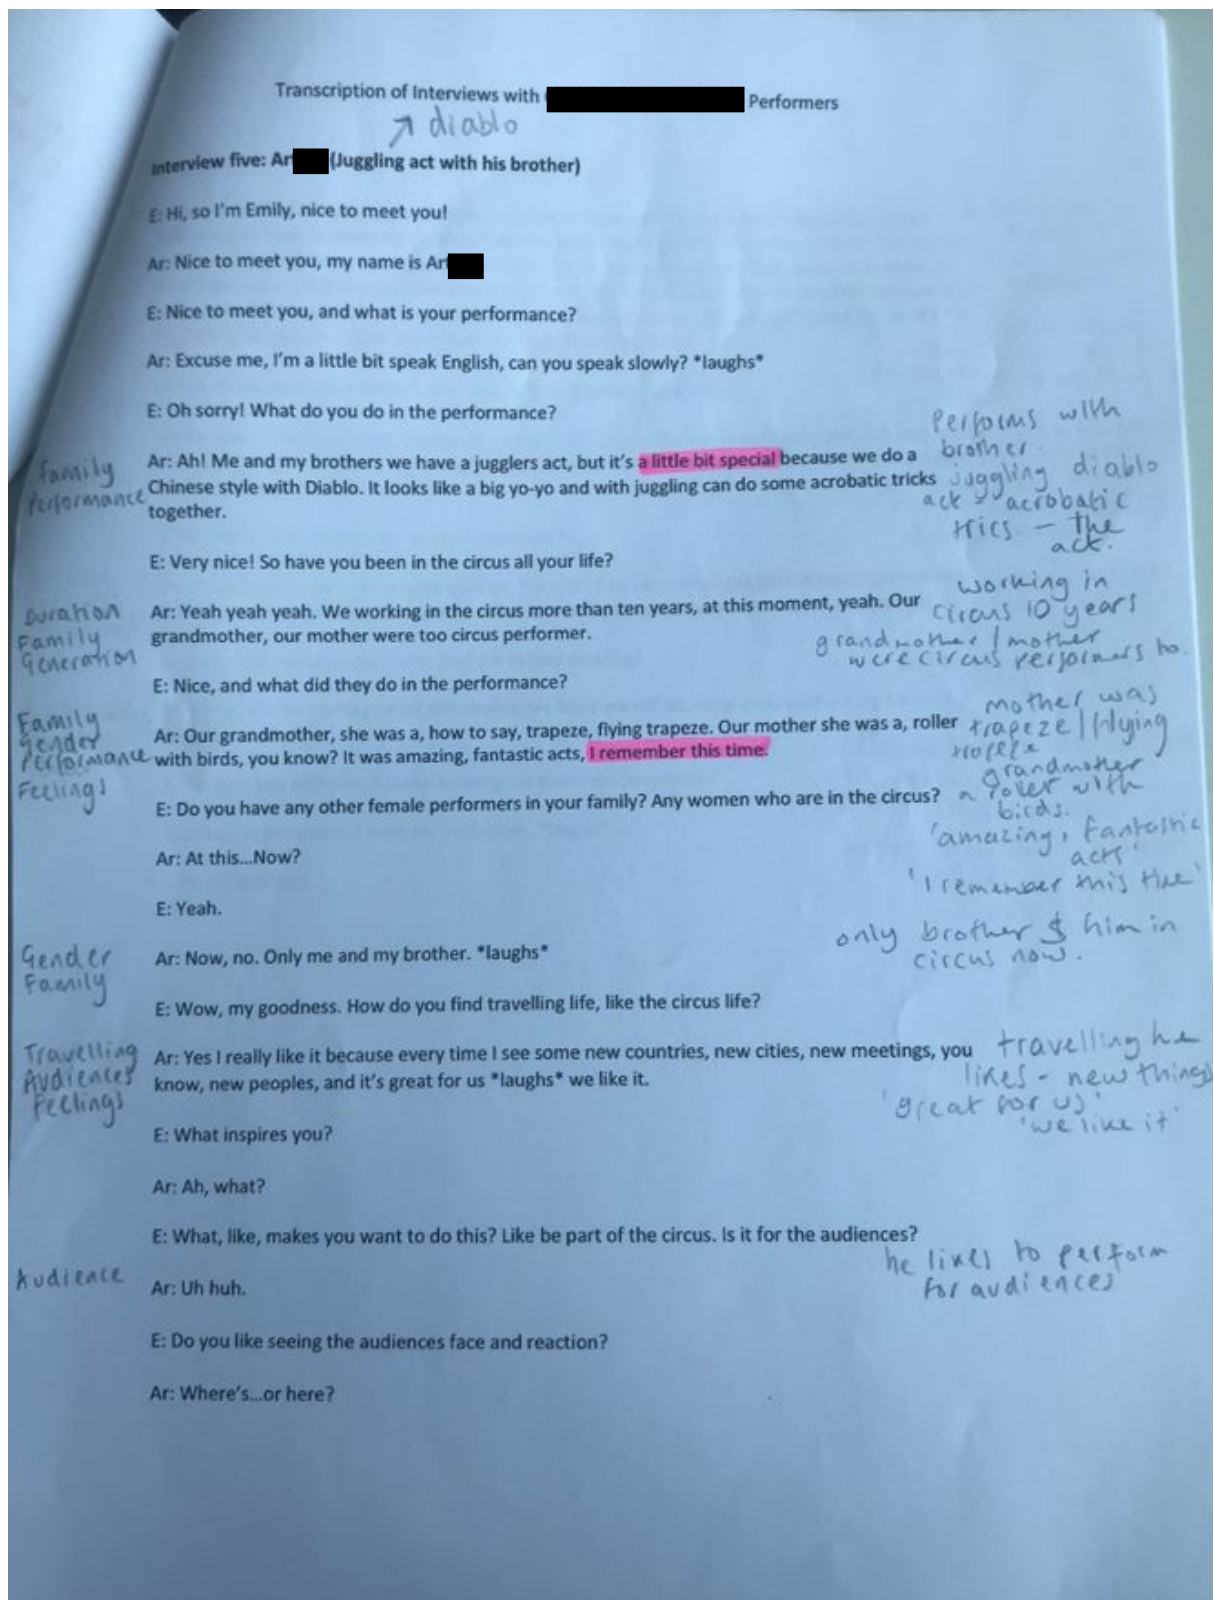 Transcription of Interviews with Performers
↗ diablo
Interview five: Ar (Juggling act with his brother)
E: Hi, so I'm Emily, nice to meet you!
Ar: Nice to meet you, my name is Ar
E: Nice to meet you, and what is your performance?
Ar: Excuse me, I'm a little bit speak English, can you speak slowly? *laughs*
E: Oh sorry! What do you do in the performance?
Performs with
brother.
juggling diablo
act - acrobatic
trics - the
act.
Family
Performance
Ar: Ah! Me and my brothers we have a jugglers act, but it's a little bit special because we do a
Chinese style with Diablo. It looks like a big yo-yo and with juggling can do some acrobatic tricks
together.
E: Very nice! So have you been in the circus all your life?
Duration
Family
Generation
Ar: Yeah yeah yeah. We working in the circus more than ten years, at this moment, yeah. Our
grandmother, our mother were too circus performer.
working in
circus 10 years
grandmother / mother
were circus performers to.
E: Nice, and what did they do in the performance?
Family
Gender
Performance
Feelings
Ar: Our grandmother, she was a, how to say, trapeze, flying trapeze. Our mother she was a, roller
with birds, you know? It was amazing, fantastic acts, I remember this time.
mother was
trapeze / flying
grandmother
a roller with
birds.
'amazing, fantastic
acts'
'I remember this time'
E: Do you have any other female performers in your family? Any women who are in the circus?
Ar: At this...Now?
E: Yeah.
Gender
Family
Ar: Now, no. Only me and my brother. *laughs*
only brother & him in
circus now.
E: Wow, my goodness. How do you find travelling life, like the circus life?
Travelling
Audiences
Feelings
Ar: Yes I really like it because every time I see some new countries, new cities, new meetings, you
know, new peoples, and it's great for us *laughs* we like it.
travelling he
likes - new things
'great for us'
'we like it'
E: What inspires you?
Ar: Ah, what?
E: What, like, makes you want to do this? Like be part of the circus. Is it for the audiences?
Audience
Ar: Uh huh.
he likes to perform
for audiences
E: Do you like seeing the audiences face and reaction?
Ar: Where's...or here?